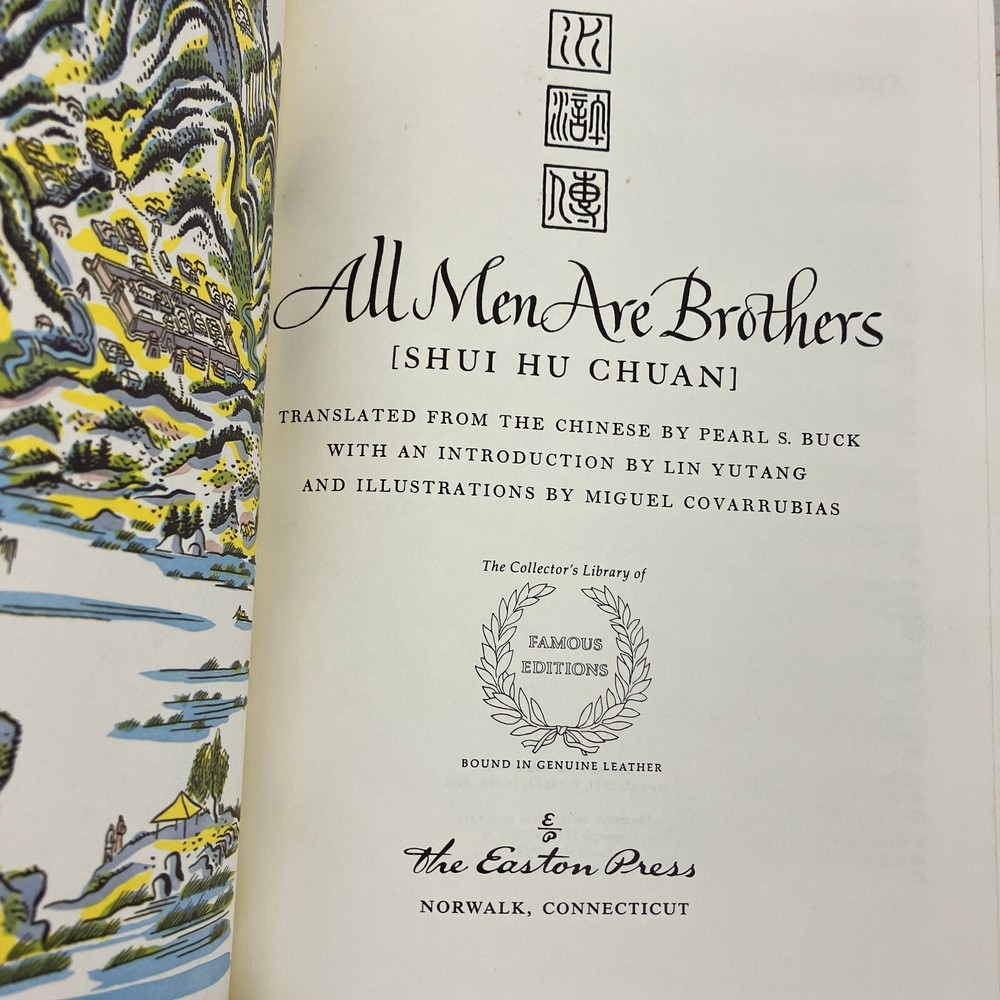 水
滸
傳
All Men Are Brothers
[SHUI HU CHUAN]
TRANSLATED FROM THE CHINESE BY PEARL S. BUCK
WITH AN INTRODUCTION BY LIN YUTANG
AND ILLUSTRATIONS BY MIGUEL COVARRUBIAS
The Collector's Library of
FAMOUS
EDITIONS
BOUND IN GENUINE LEATHER
E
P
The Easton Press
NORWALK, CONNECTICUT